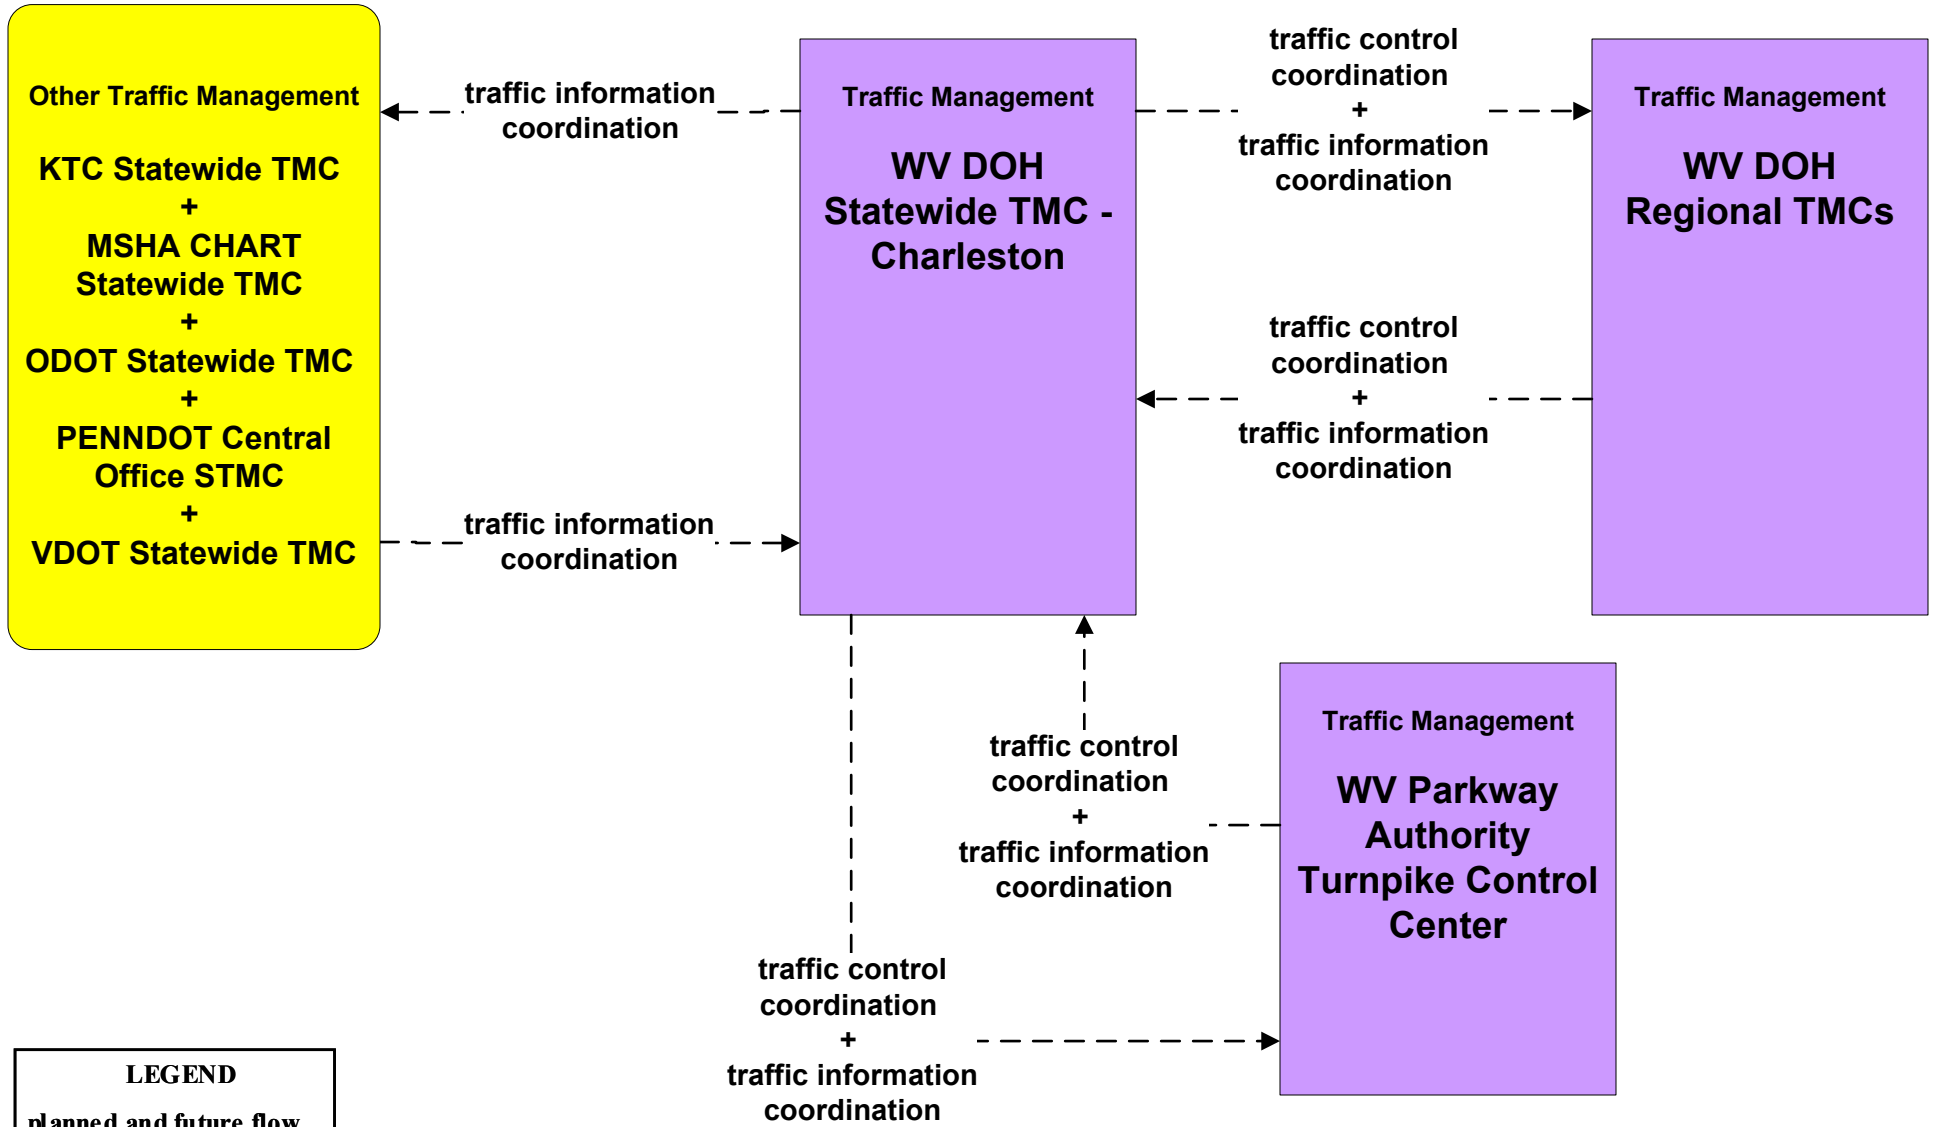 Other Traffic Management
KTC Statewide TMC
+
MSHA CHART
Statewide TMC
+
ODOT Statewide TMC
+
PENNDOT Central
Office STMC
+
VDOT Statewide TMC
traffic information
coordination
traffic information
coordination
Traffic Management
WV DOH
Statewide TMC -
Charleston
traffic control
coordination
+
traffic information
coordination
traffic control
coordination
+
traffic information
coordination
Traffic Management
WV DOH
Regional TMCs
traffic control
coordination
+
traffic information
coordination
Traffic Management
WV Parkway
Authority
Turnpike Control
Center
traffic control
coordination
+
traffic information
coordination
LEGEND
planned and future flow